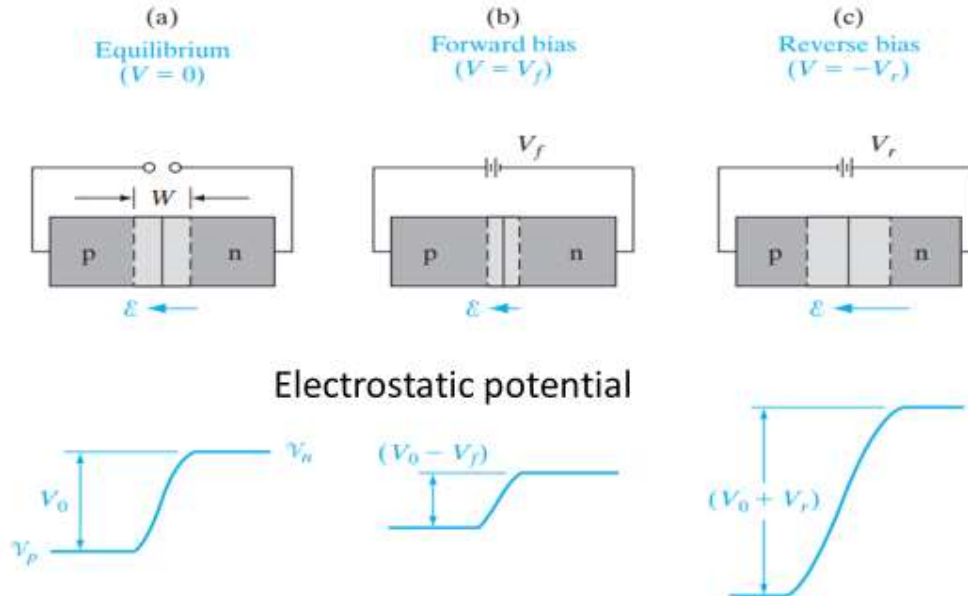 (a)
Equilibrium
(V = 0)
(b)
Forward bias
(V = V_f)
(c)
Reverse bias
(V = −V_r)
V_f
V_r
W
p
n
p
n
p
n
ℰ
ℰ
ℰ
Electrostatic potential
𝒱_n
V_0
𝒱_p
(V_0 − V_f)
(V_0 + V_r)